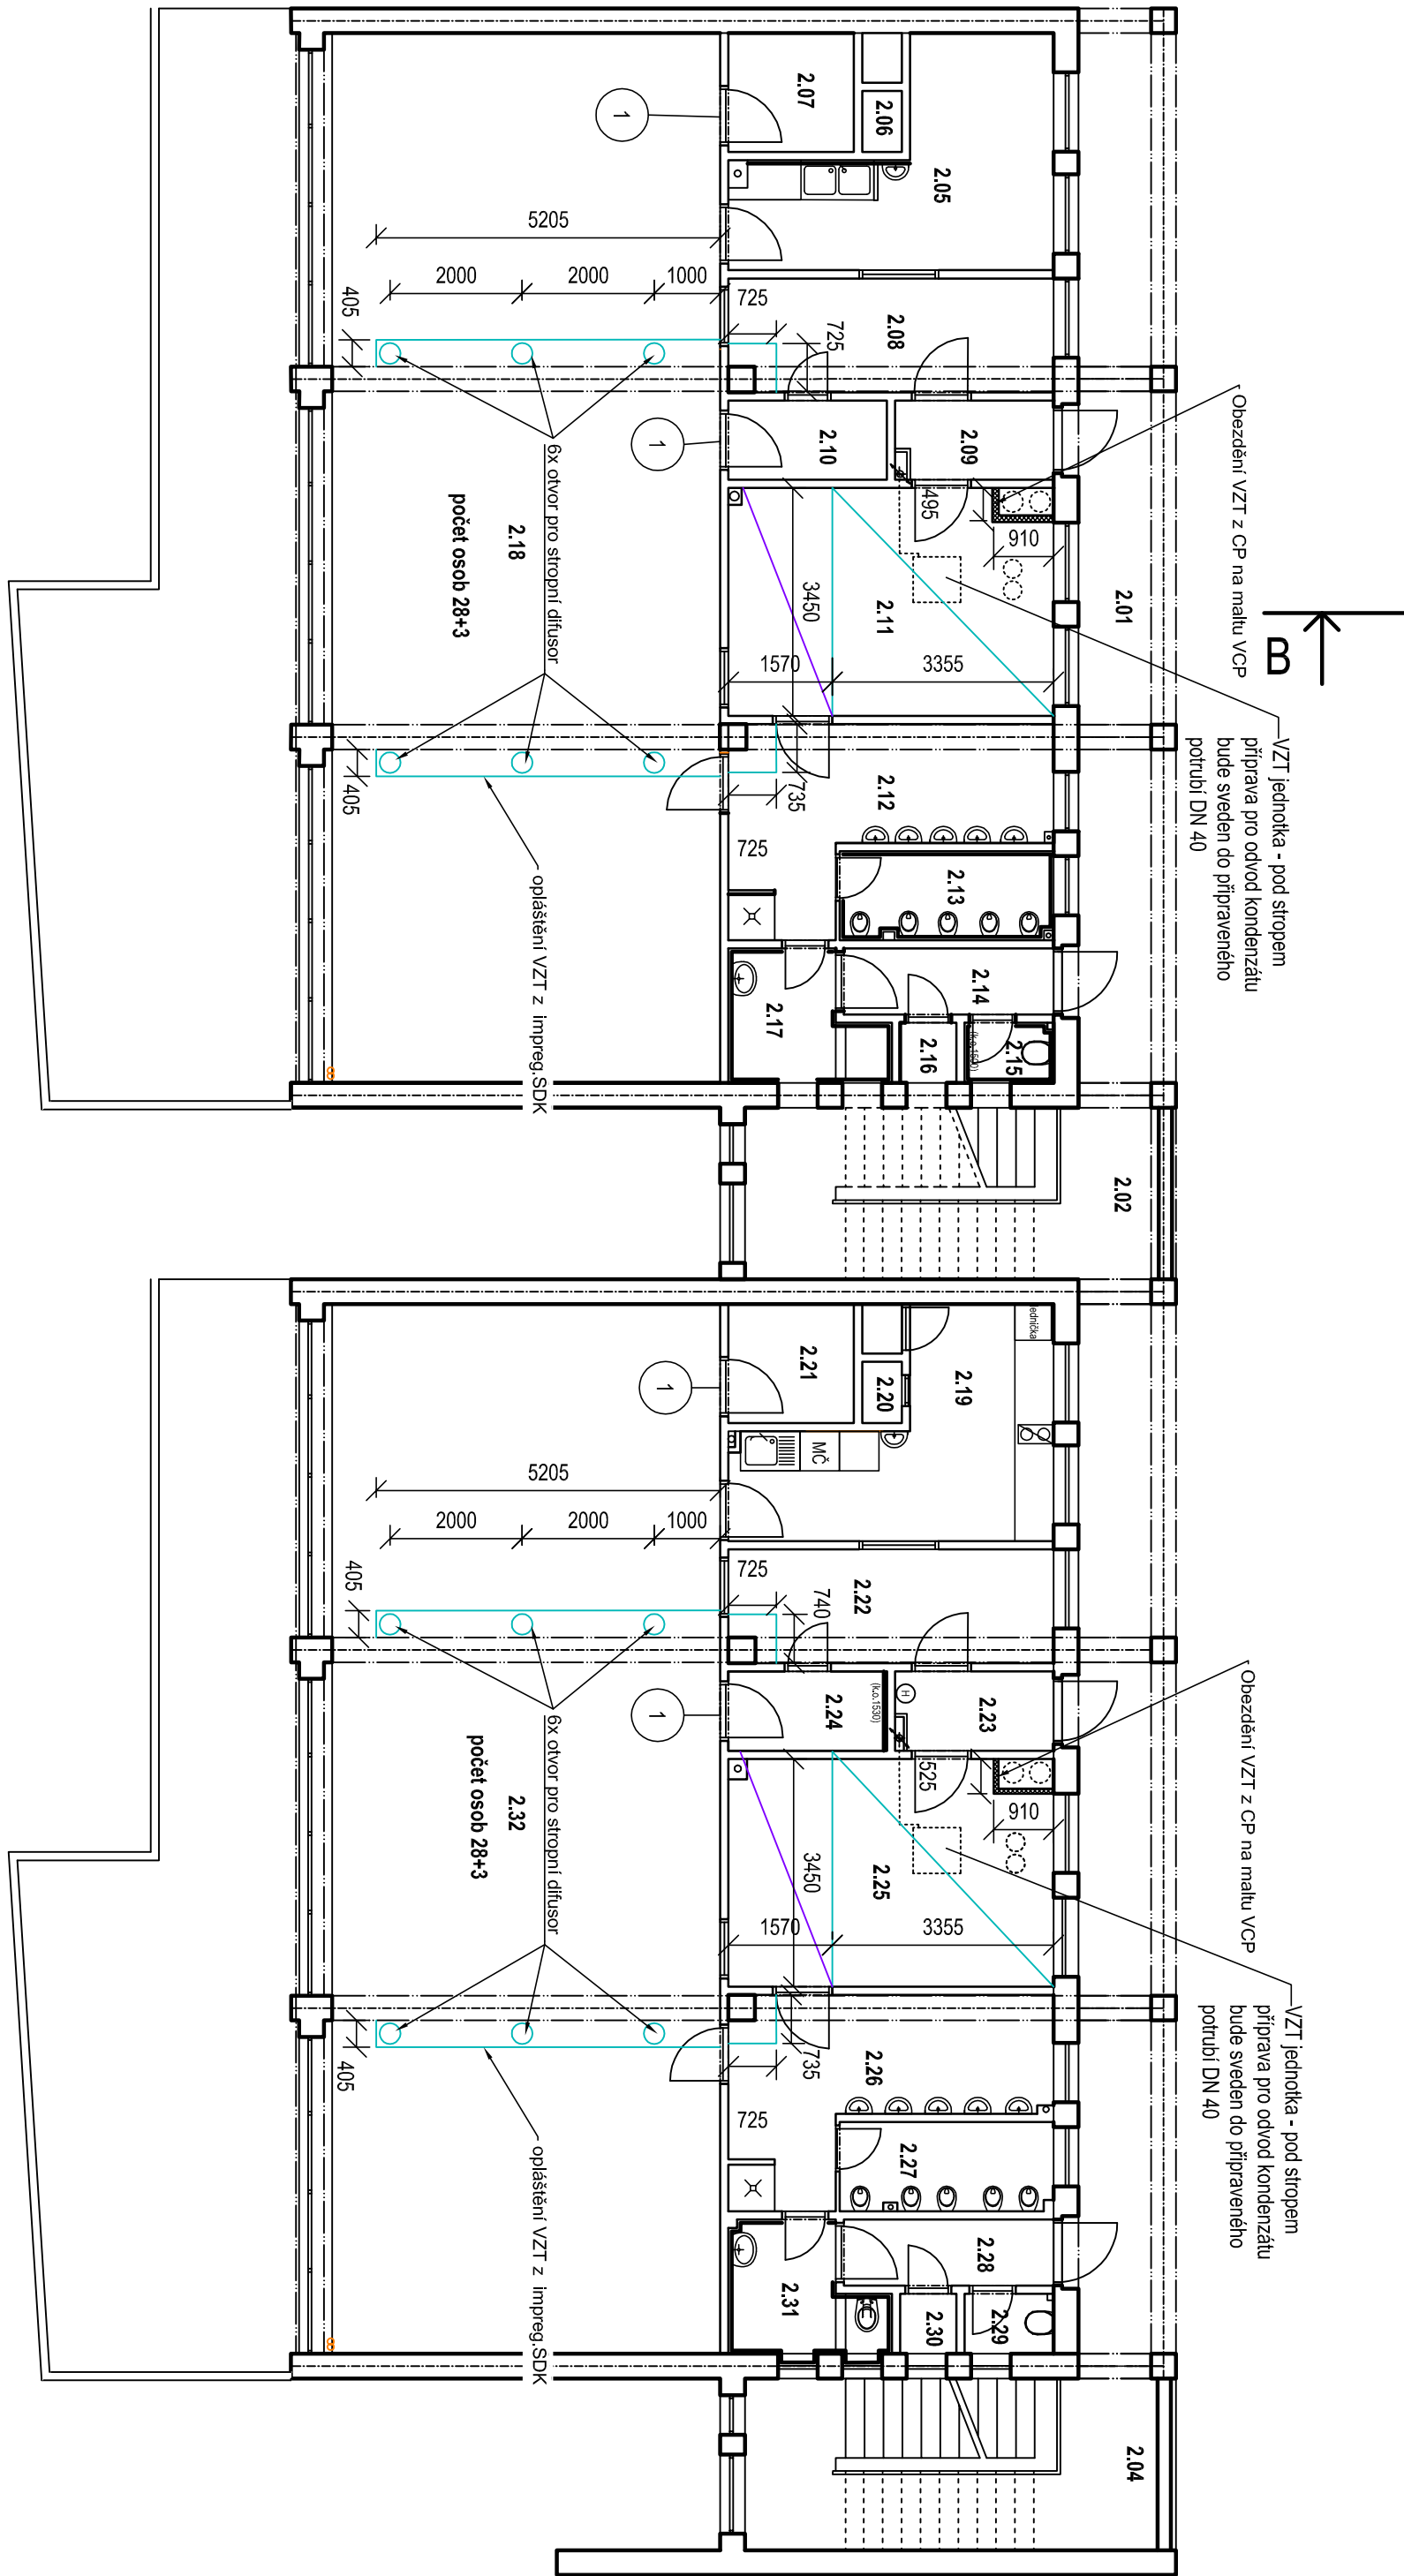 2.07
2.06
2.05
1
5205
2000
2000
1000
725
405
725
2.08
2.10
2.09
1
Obezdění VZT z CP na maltu VCP
495
910
6x otvor pro stropní difusor
2.18
počet osob 28+3
3450
2.11
2.01
B
1570
3355
VZT jednotka - pod stropem
příprava pro odvod kondenzátu
bude sveden do připraveného
potrubí DN 40
405
735
2.12
725
2.13
opláštění VZT z impreg.SDK
2.14
2.17
2.16
2.15
(k.o.1500)
2.02
2.21
2.20
2.19
ednička
1
MČ
5205
2000
2000
1000
725
405
740
2.22
2.24
(k.o.1530)
H
2.23
1
Obezdění VZT z CP na maltu VCP
525
910
6x otvor pro stropní difusor
2.32
počet osob 28+3
3450
2.25
1570
3355
VZT jednotka - pod stropem
příprava pro odvod kondenzátu
bude sveden do připraveného
potrubí DN 40
405
735
2.26
725
2.27
opláštění VZT z impreg.SDK
2.28
2.31
2.30
2.29
2.04